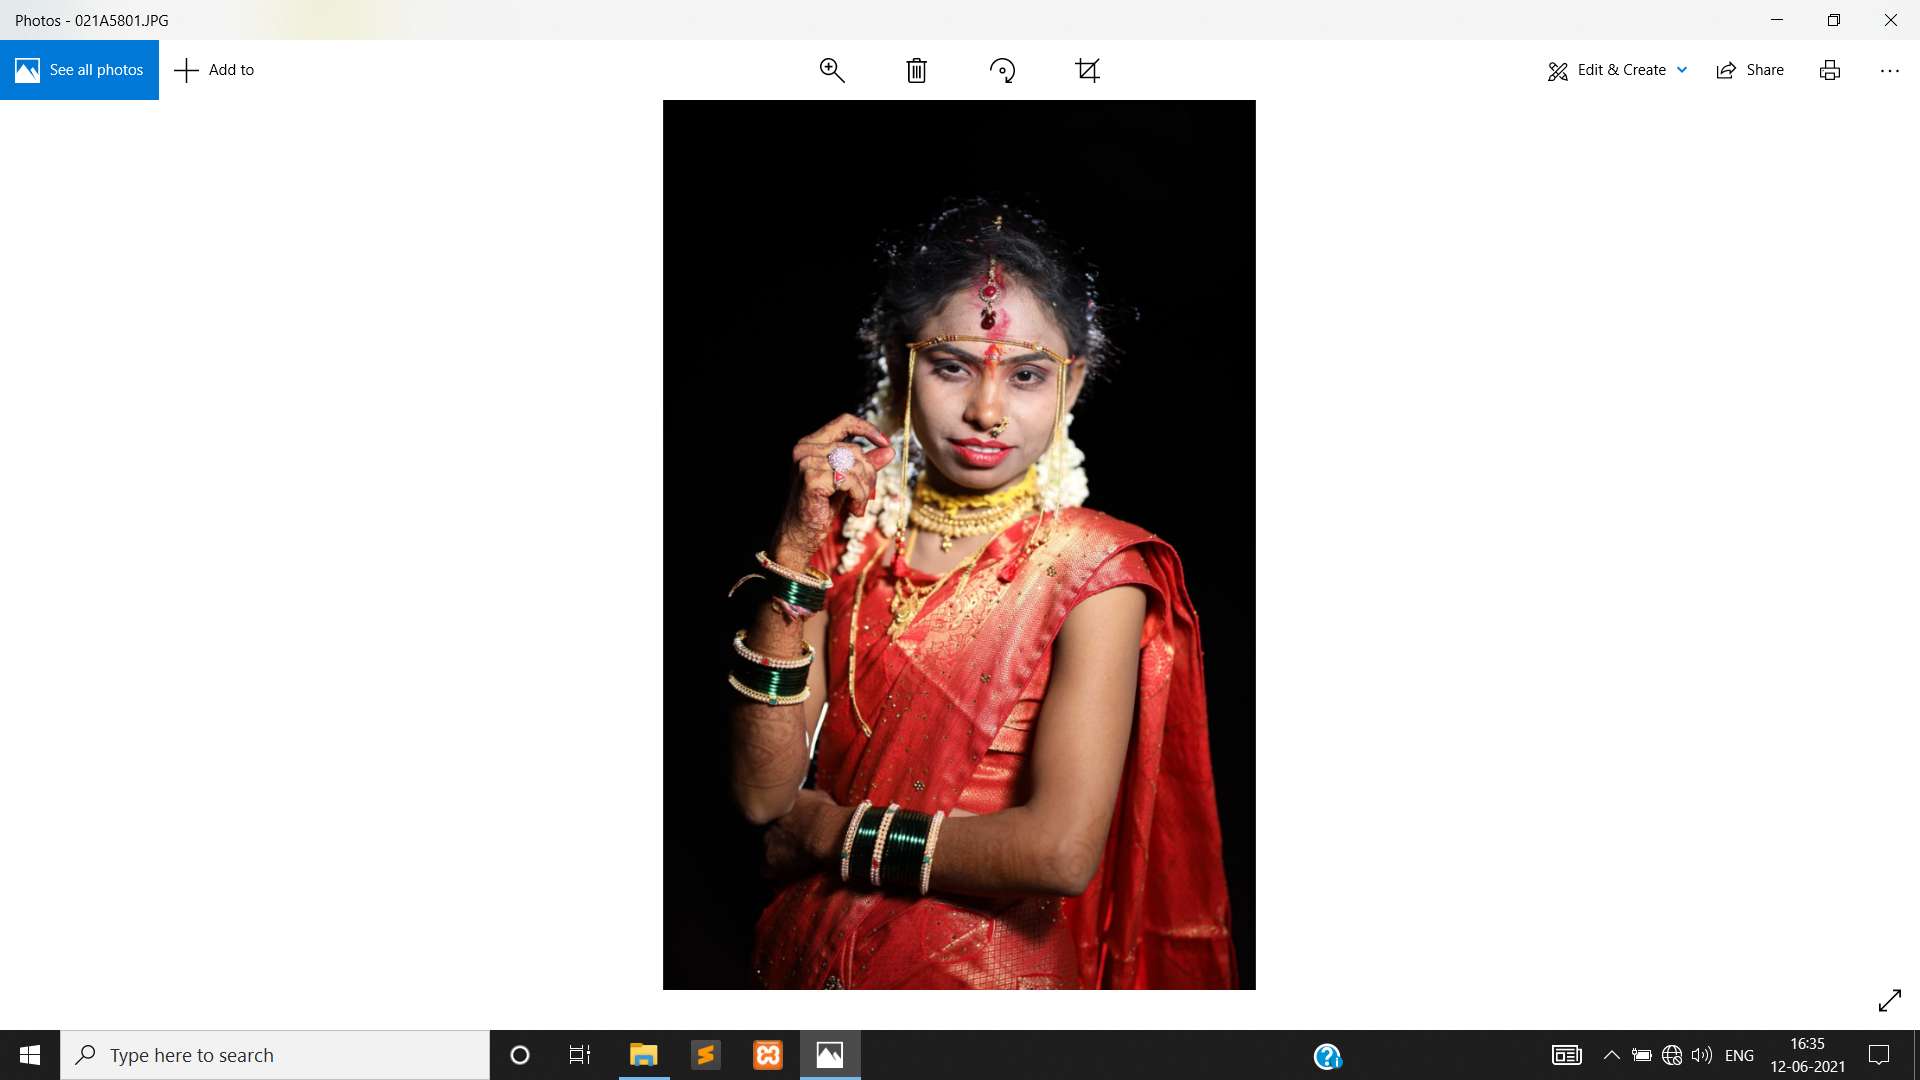 Photos - 021A5801.JPG
See all photos
Add to
Edit & Create
Share
Type here to search
ENG
16:35
12-06-2021